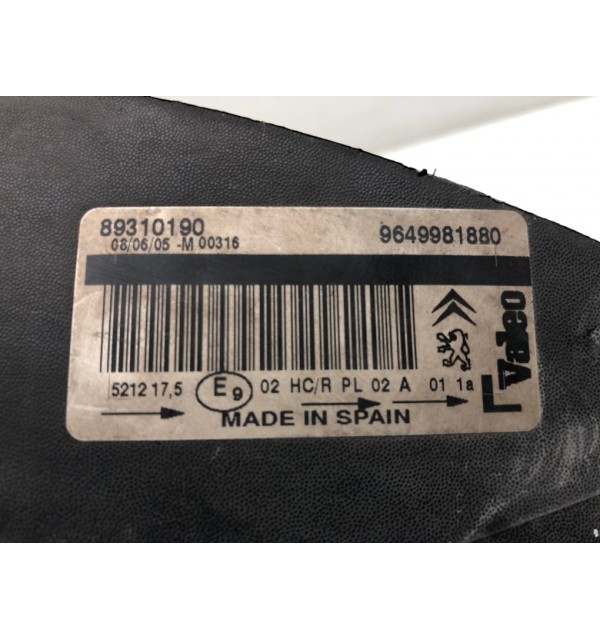 89310190
08/06/05 -M 00316
9649981880
Valeo
L
5212 17,5 E9 02 HC/R PL 02 A 01 1a
MADE IN SPAIN